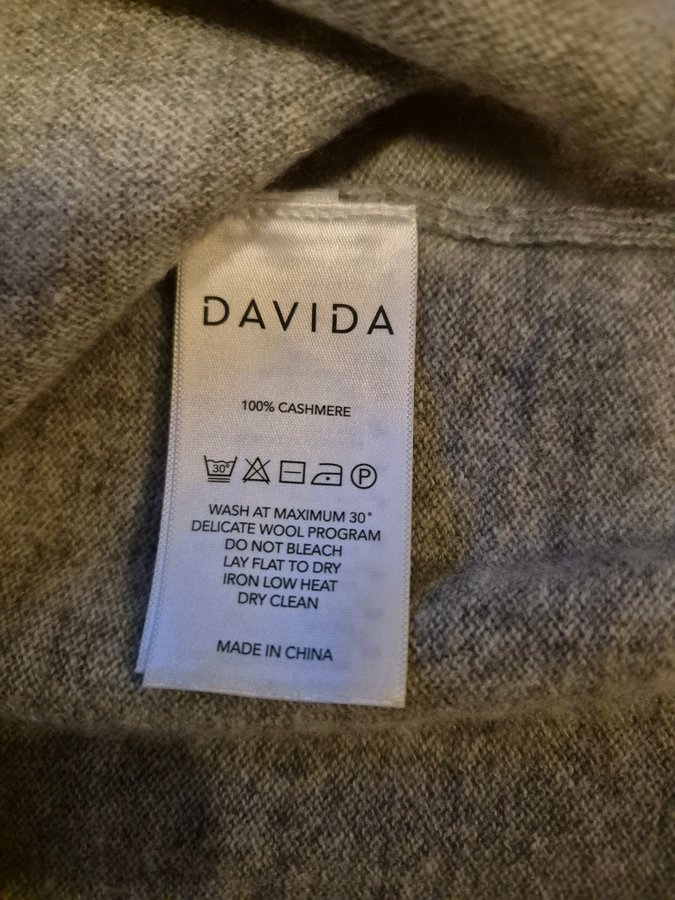 DAVIDA
100% CASHMERE
30° P
WASH AT MAXIMUM 30°
DELICATE WOOL PROGRAM
DO NOT BLEACH
LAY FLAT TO DRY
IRON LOW HEAT
DRY CLEAN
MADE IN CHINA